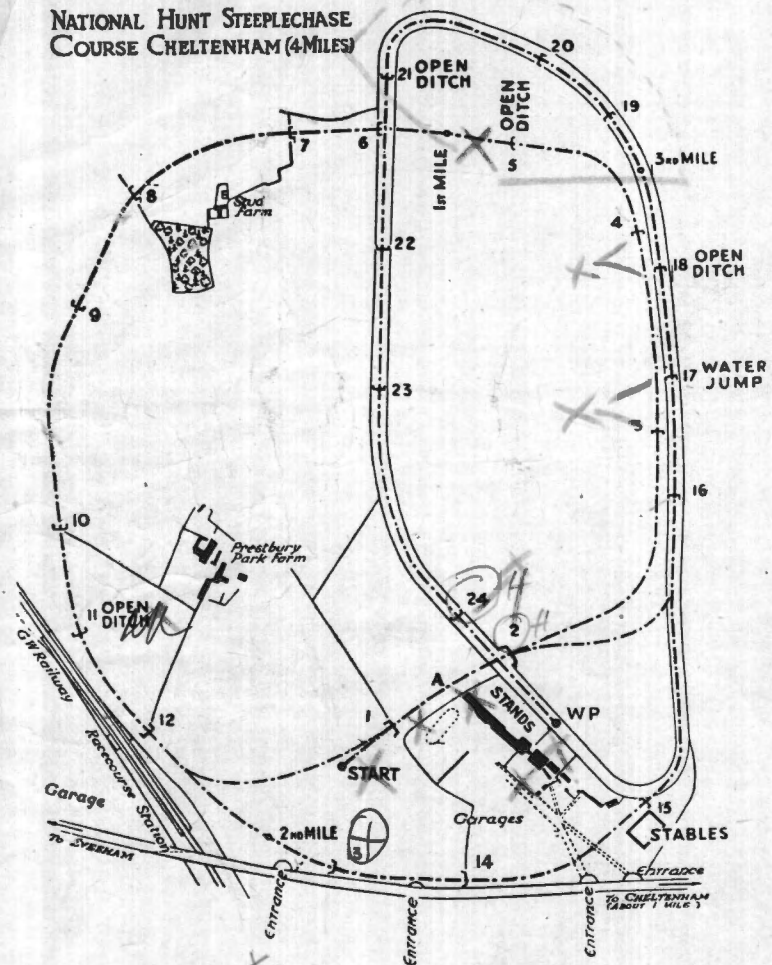 NATIONAL HUNT STEEPLECHASE
COURSE CHELTENHAM (4 MILES)
20
21 OPEN
DITCH
19
OPEN
DITCH
7
6
1ST MILE
5
3RD MILE
8
Stud
Farm
4
22
18 OPEN
DITCH
9
17 WATER
JUMP
23
3
16
10
Prestbury
Park Farm
11 OPEN
DITCH
24
4
2
4
G W Railway
Racecourse Station
A
STANDS
WP
12
1
START
15
Garage
Garages
STABLES
2ND MILE
13
14
TO EVESHAM
Entrance
Entrance
Entrance
Entrance
TO CHELTENHAM
(ABOUT 1 MILE)